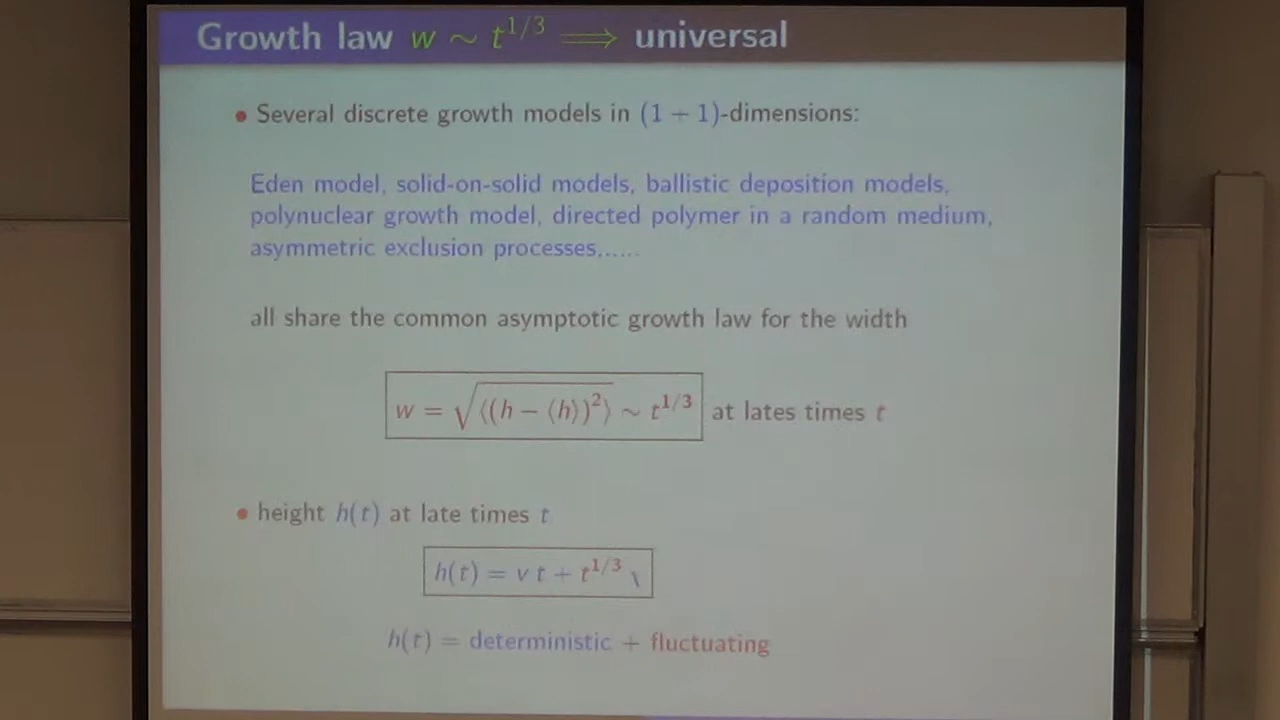 Growth law w ∼ t^{1/3} ⟹ universal
• Several discrete growth models in (1 + 1)-dimensions:
Eden model, solid-on-solid models, ballistic deposition models,
polynuclear growth model, directed polymer in a random medium,
asymmetric exclusion processes,.....
all share the common asymptotic growth law for the width
w = √⟨(h − ⟨h⟩)²⟩ ∼ t^{1/3} at lates times t
• height h(t) at late times t
h(t) = v t + t^{1/3}
h(t) = deterministic + fluctuating